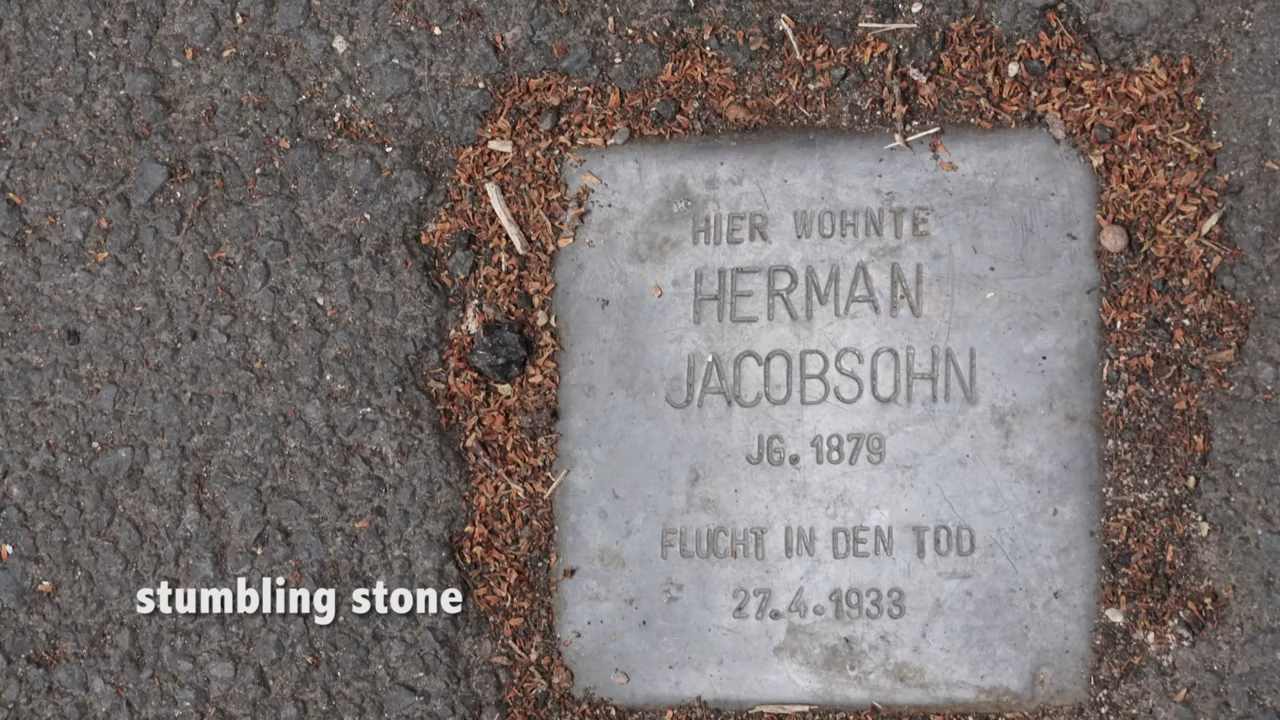 HIER WOHNTE
HERMAN
JACOBSOHN
JG. 1879
FLUCHT IN DEN TOD
27.4.1933
stumbling stone